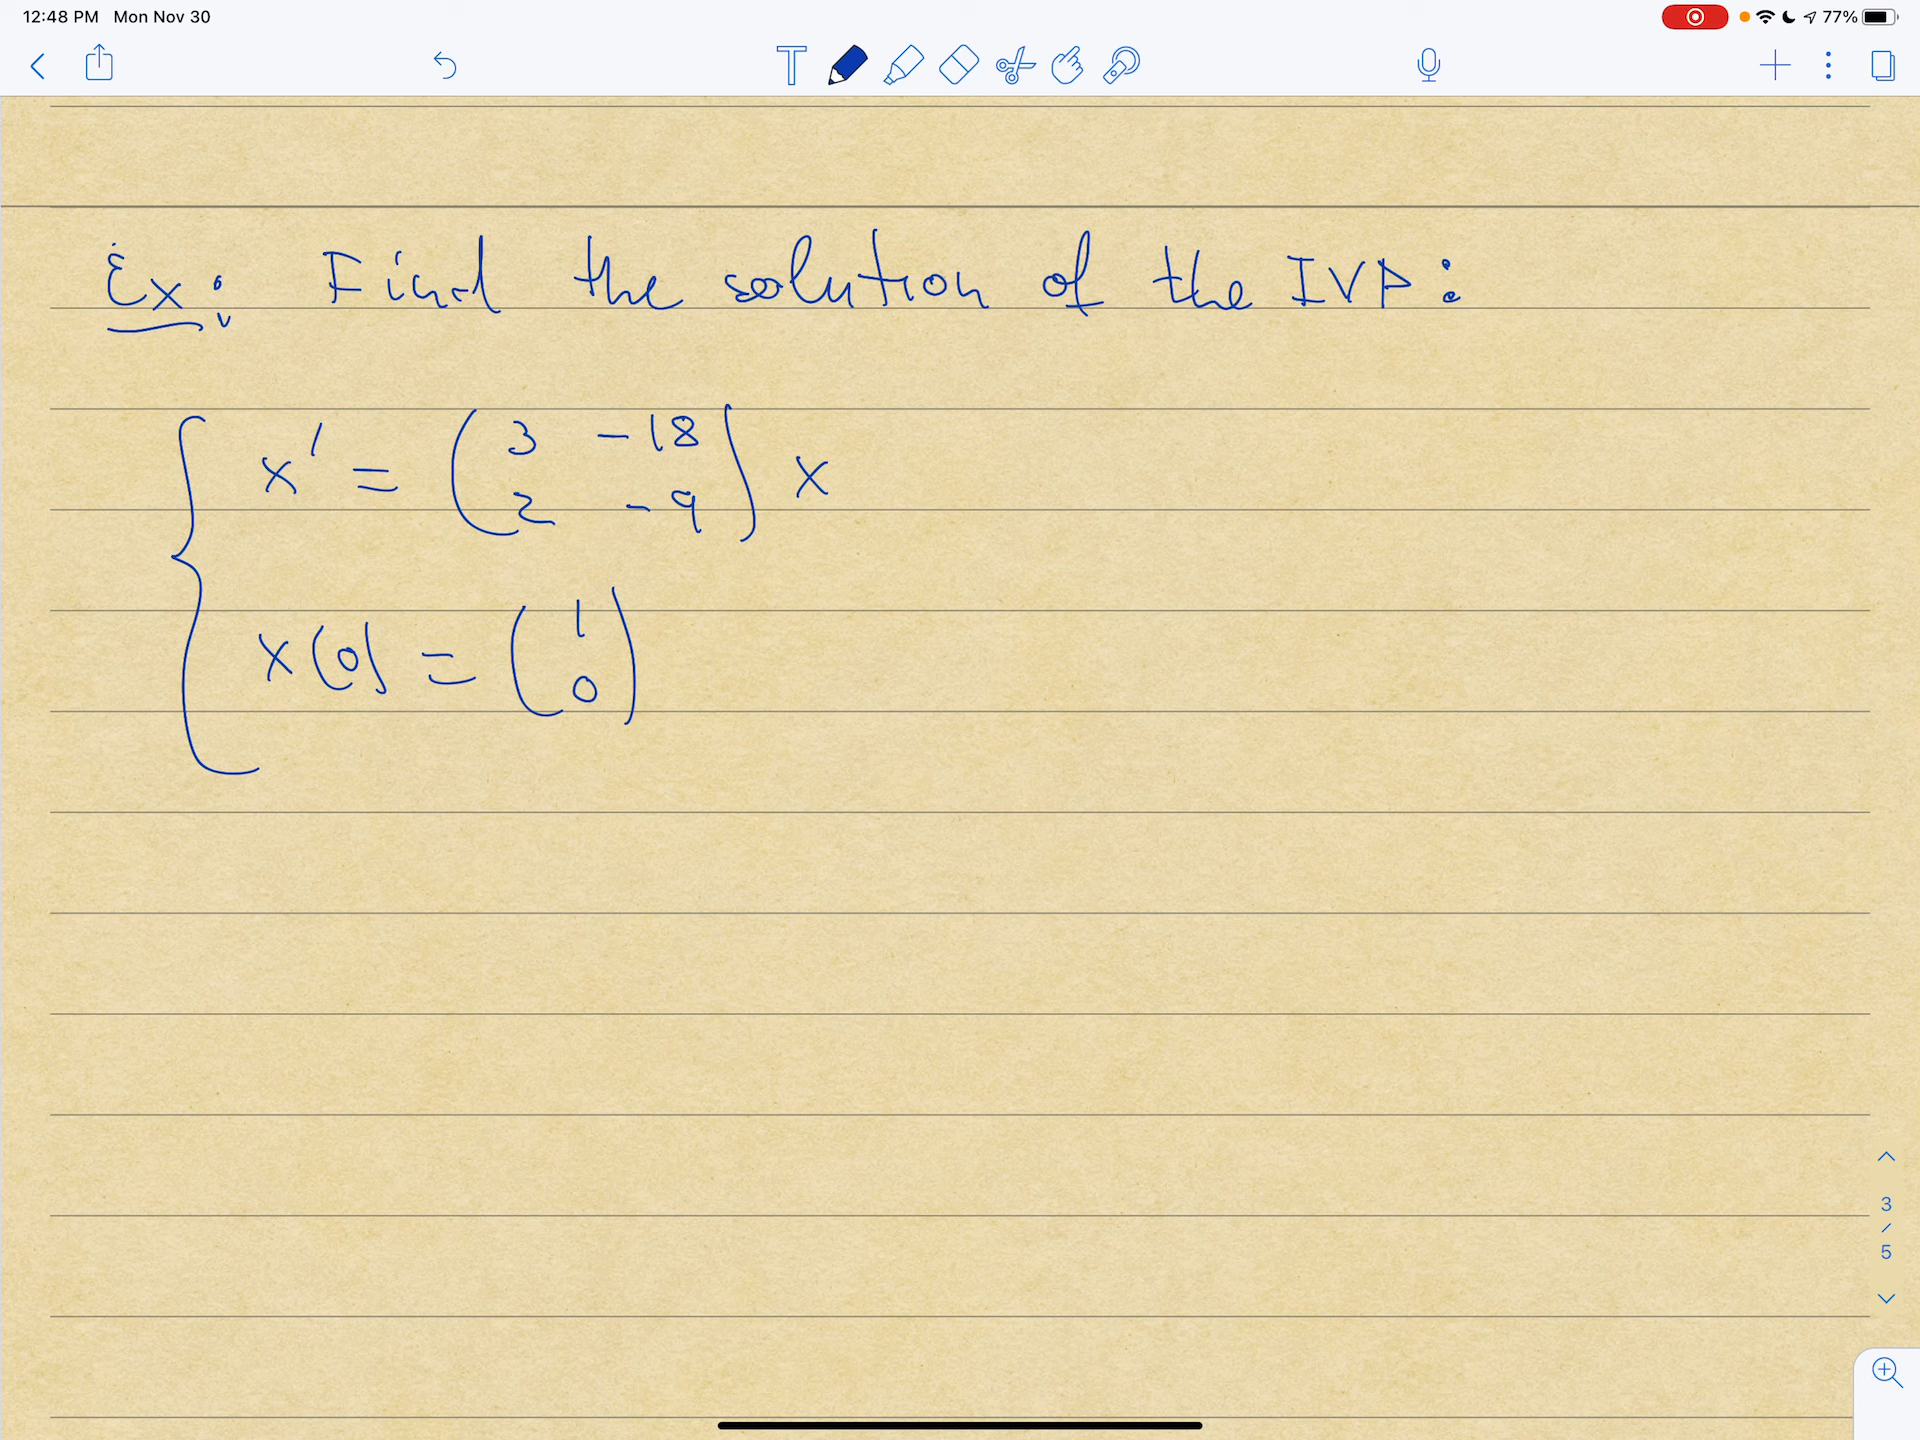 12:48 PM Mon Nov 30 77%
T
Ex: Find the solution of the IVP:
x' = ( 3 -18
2 -9 ) x
x(0) = ( 1
0 )
3
/
5